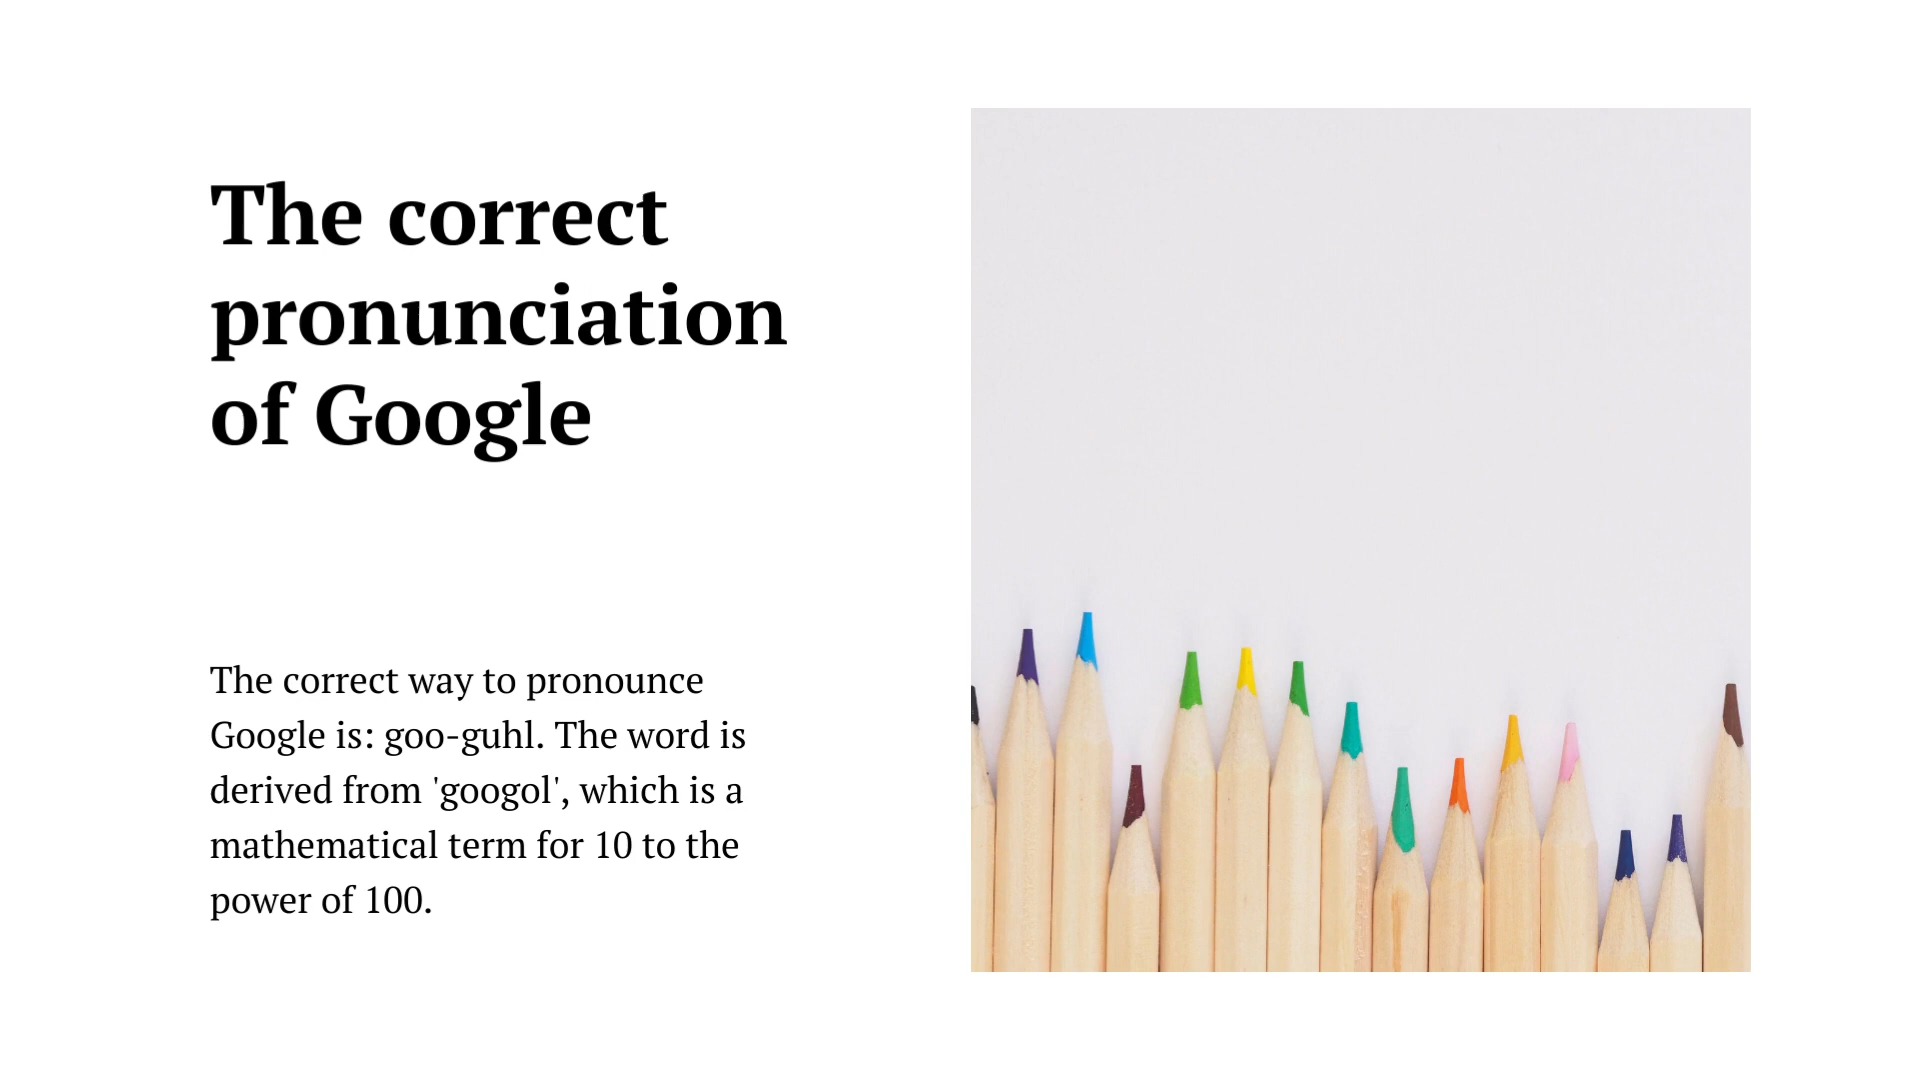 The correct
pronunciation
of Google
The correct way to pronounce
Google is: goo-guhl. The word is
derived from 'googol', which is a
mathematical term for 10 to the
power of 100.